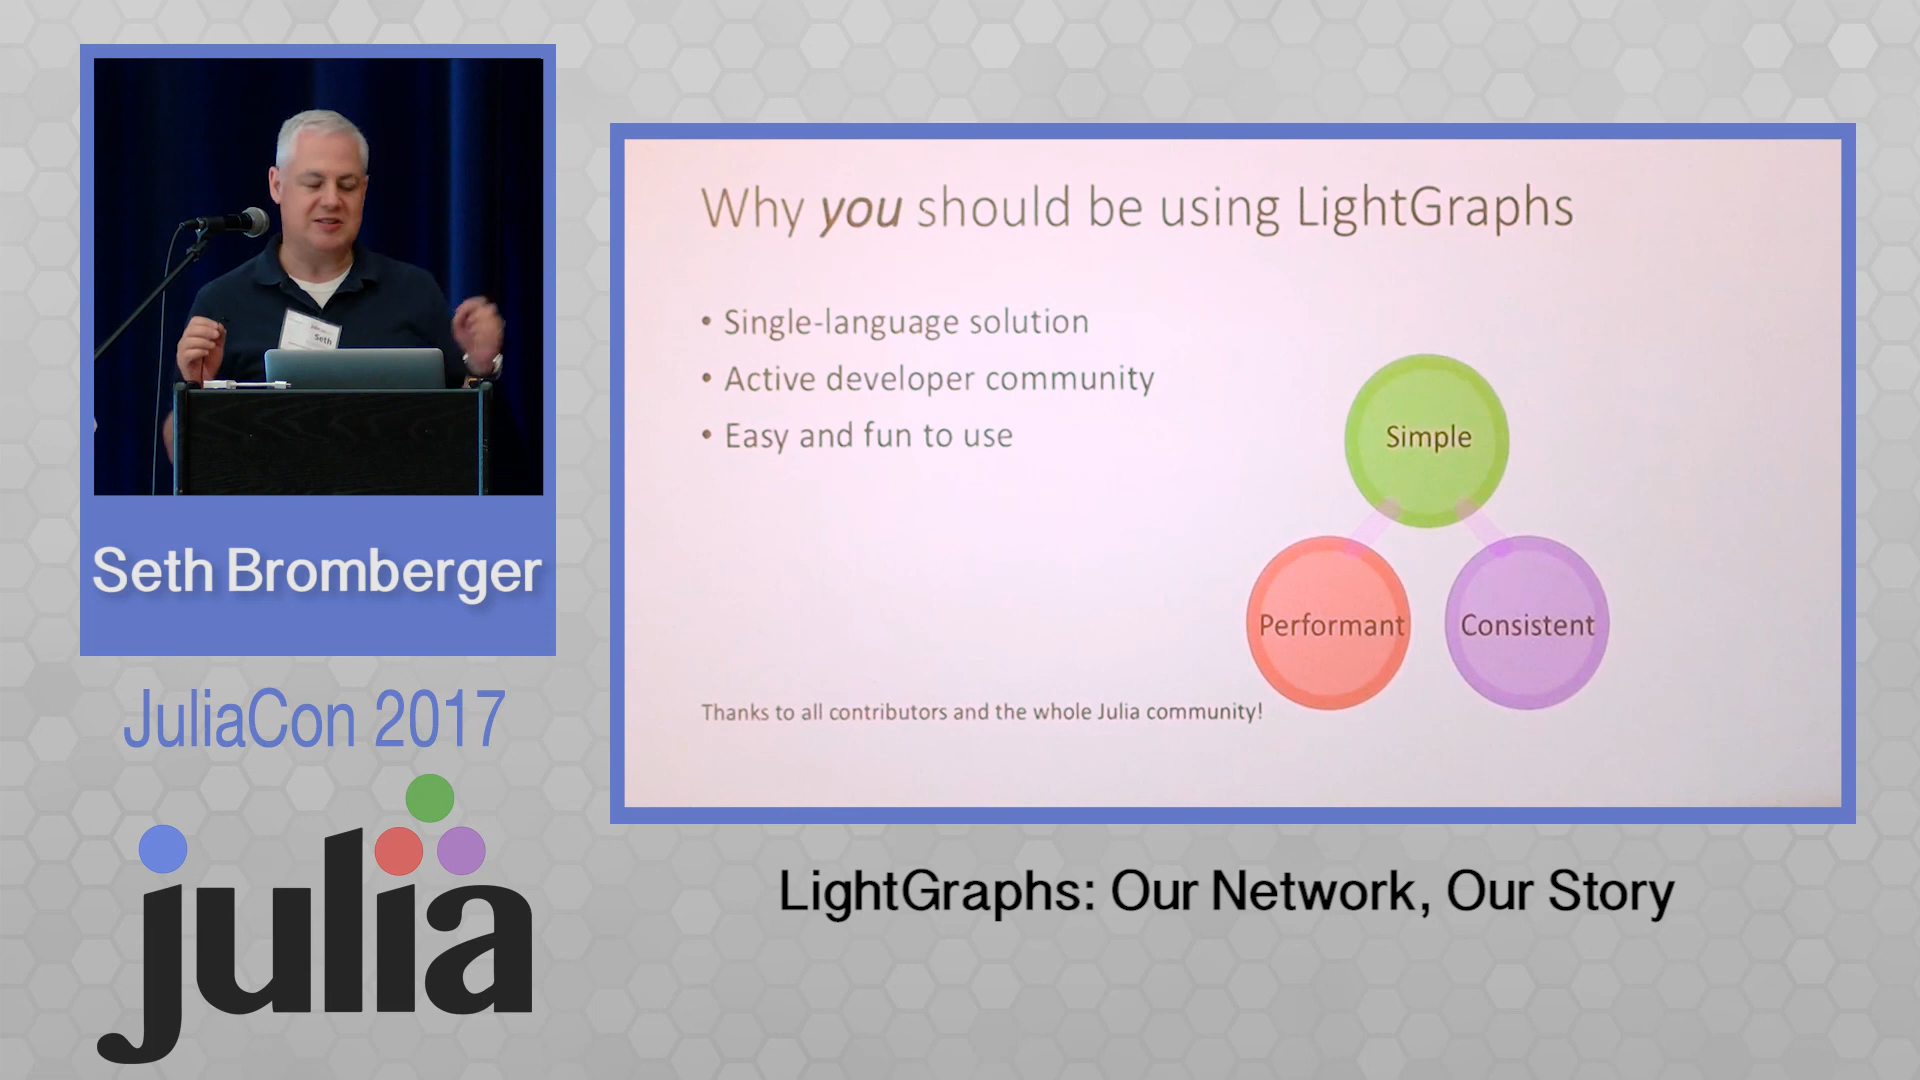 Seth
Seth Bromberger
JuliaCon 2017
julia
Why you should be using LightGraphs
• Single-language solution
• Active developer community
• Easy and fun to use
Simple
Performant
Consistent
Thanks to all contributors and the whole Julia community!
LightGraphs: Our Network, Our Story